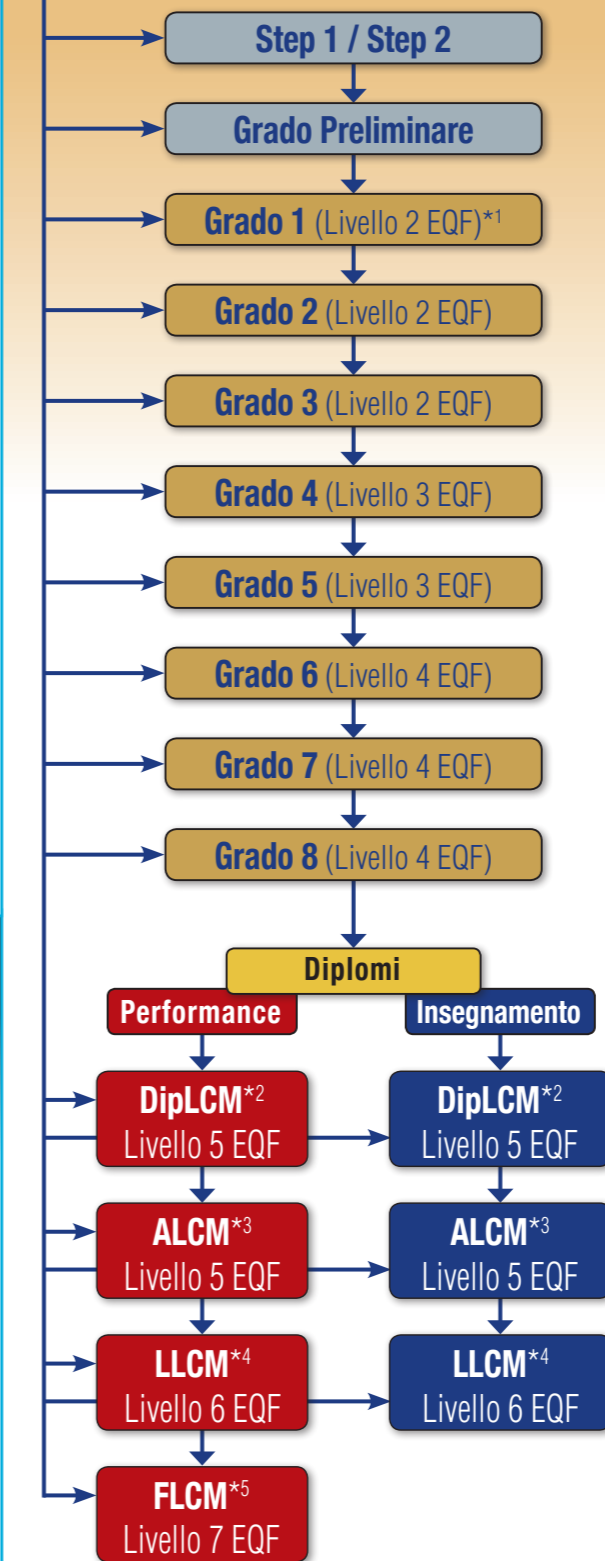 Step 1 / Step 2
Grado Preliminare
Grado 1 (Livello 2 EQF)*1
Grado 2 (Livello 2 EQF)
Grado 3 (Livello 2 EQF)
Grado 4 (Livello 3 EQF)
Grado 5 (Livello 3 EQF)
Grado 6 (Livello 4 EQF)
Grado 7 (Livello 4 EQF)
Grado 8 (Livello 4 EQF)
Diplomi
Performance
Insegnamento
DipLCM*2
Livello 5 EQF
DipLCM*2
Livello 5 EQF
ALCM*3
Livello 5 EQF
ALCM*3
Livello 5 EQF
LLCM*4
Livello 6 EQF
LLCM*4
Livello 6 EQF
FLCM*5
Livello 7 EQF